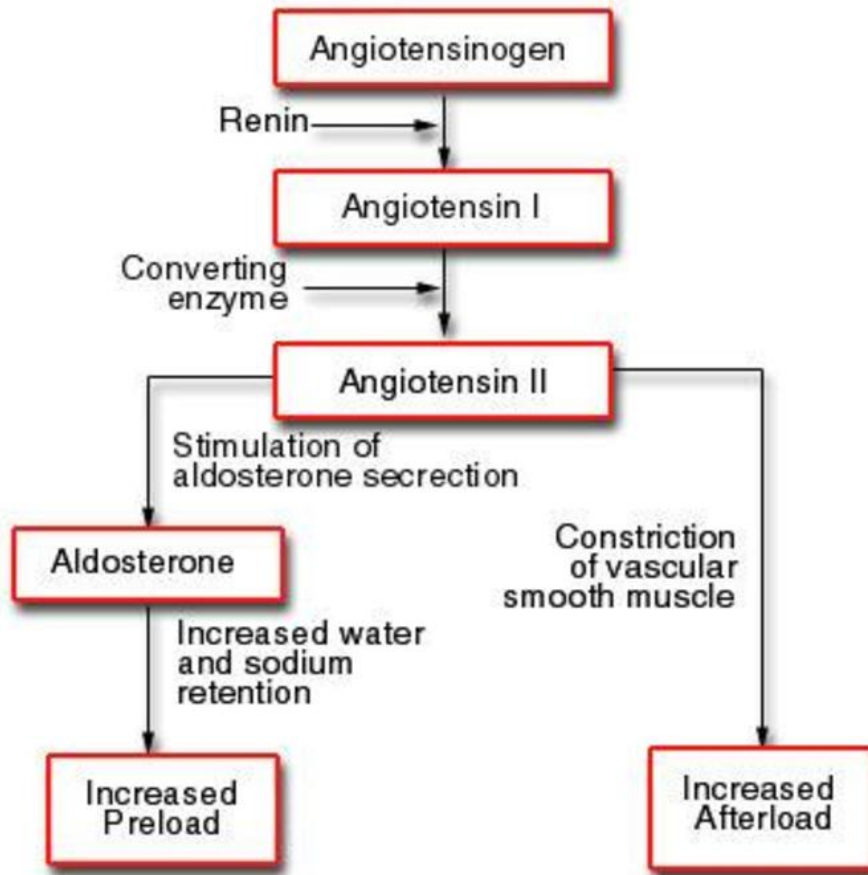 Angiotensinogen
Renin
Angiotensin I
Converting
enzyme
Angiotensin II
Stimulation of
aldosterone secrection
Aldosterone
Constriction
of vascular
smooth muscle
Increased water
and sodium
retention
Increased
Preload
Increased
Afterload